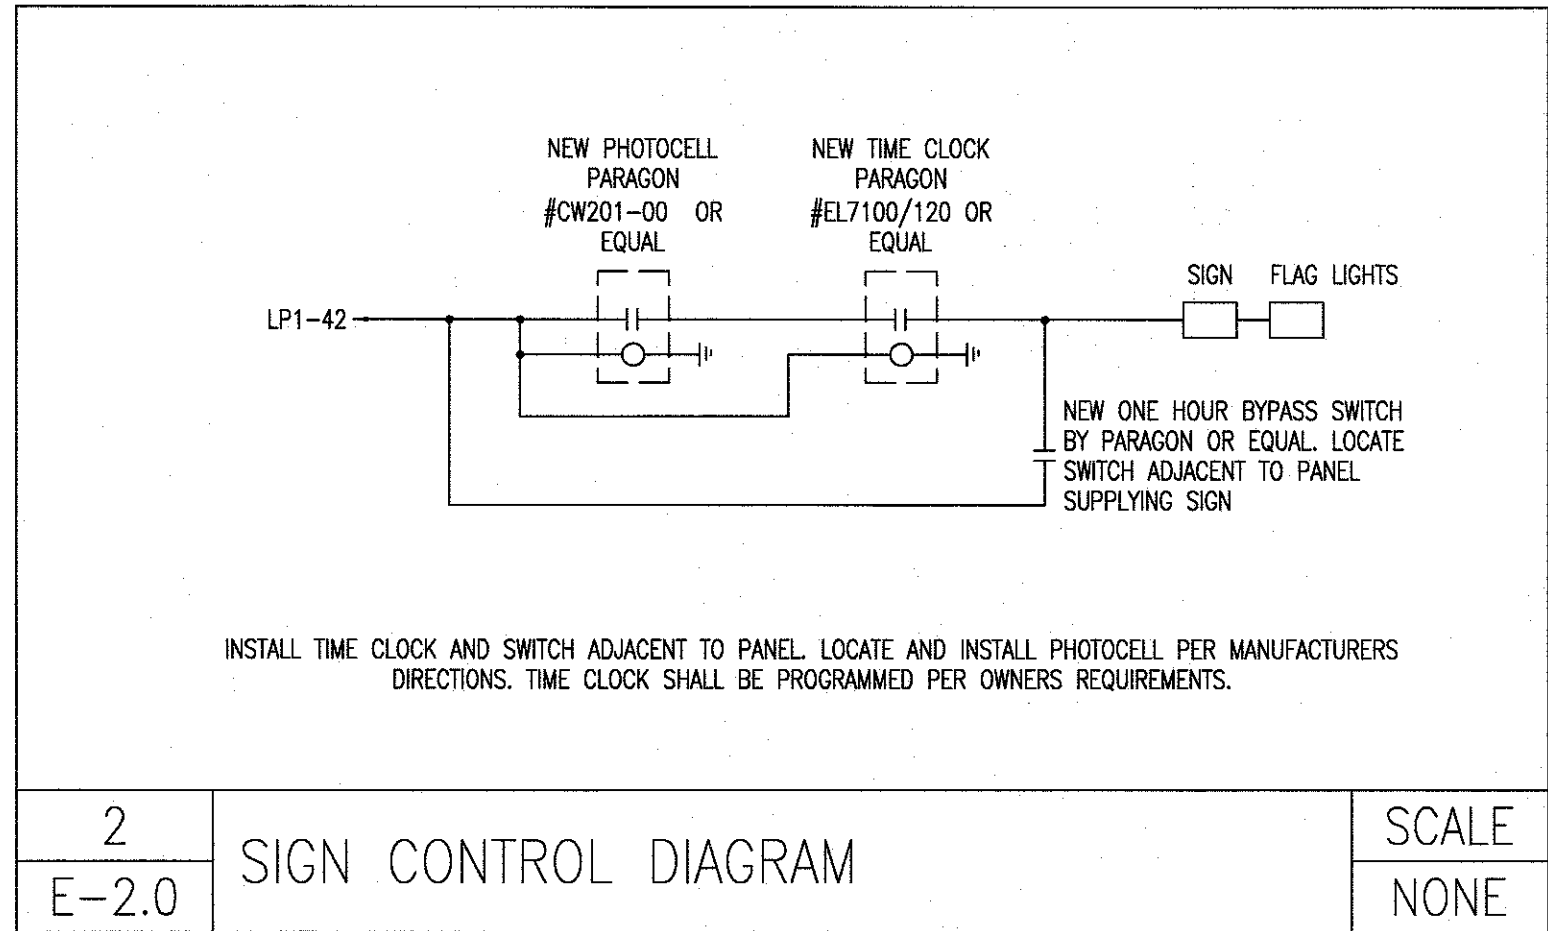 NEW PHOTOCELL
PARAGON
#CW201-00 OR
EQUAL
NEW TIME CLOCK
PARAGON
#EL7100/120 OR
EQUAL
SIGN
FLAG LIGHTS
LP1-42
NEW ONE HOUR BYPASS SWITCH
BY PARAGON OR EQUAL. LOCATE
SWITCH ADJACENT TO PANEL
SUPPLYING SIGN
INSTALL TIME CLOCK AND SWITCH ADJACENT TO PANEL. LOCATE AND INSTALL PHOTOCELL PER MANUFACTURERS
DIRECTIONS. TIME CLOCK SHALL BE PROGRAMMED PER OWNERS REQUIREMENTS.
2
E-2.0
SIGN CONTROL DIAGRAM
SCALE
NONE